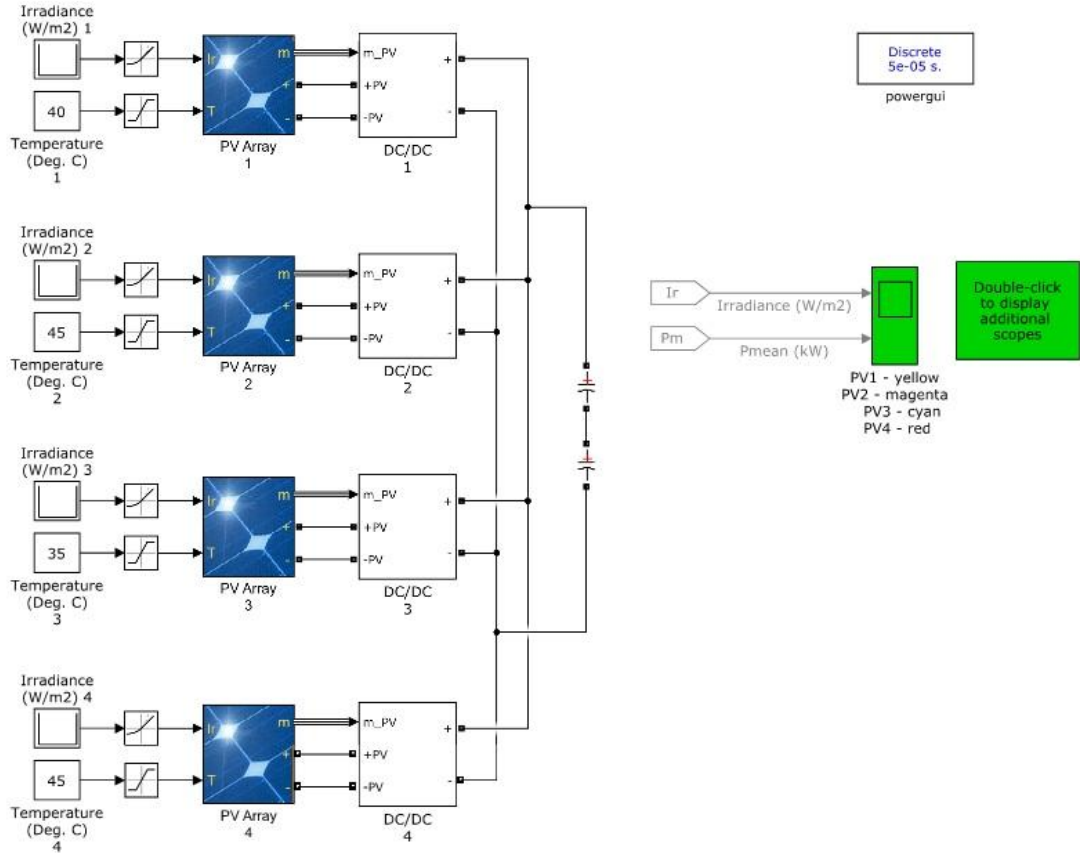 Irradiance
(W/m2) 1
Ir
m
m_PV
+
+
+PV
40
T
-
-PV
-
Temperature
(Deg. C)
1
PV Array
1
DC/DC
1
Discrete
5e-05 s.
powergui
Irradiance
(W/m2) 2
Ir
m
m_PV
+
+
+PV
45
T
-
-PV
-
Temperature
(Deg. C)
2
PV Array
2
DC/DC
2
Ir
Irradiance (W/m2)
Pm
Pmean (kW)
Double-click
to display
additional
scopes
PV1 - yellow
PV2 - magenta
PV3 - cyan
PV4 - red
+
+
Irradiance
(W/m2) 3
Ir
m
m_PV
+
+
+PV
35
T
-
-PV
-
Temperature
(Deg. C)
3
PV Array
3
DC/DC
3
Irradiance
(W/m2) 4
Ir
m
m_PV
+
+
+PV
45
T
-
-PV
-
Temperature
(Deg. C)
4
PV Array
4
DC/DC
4